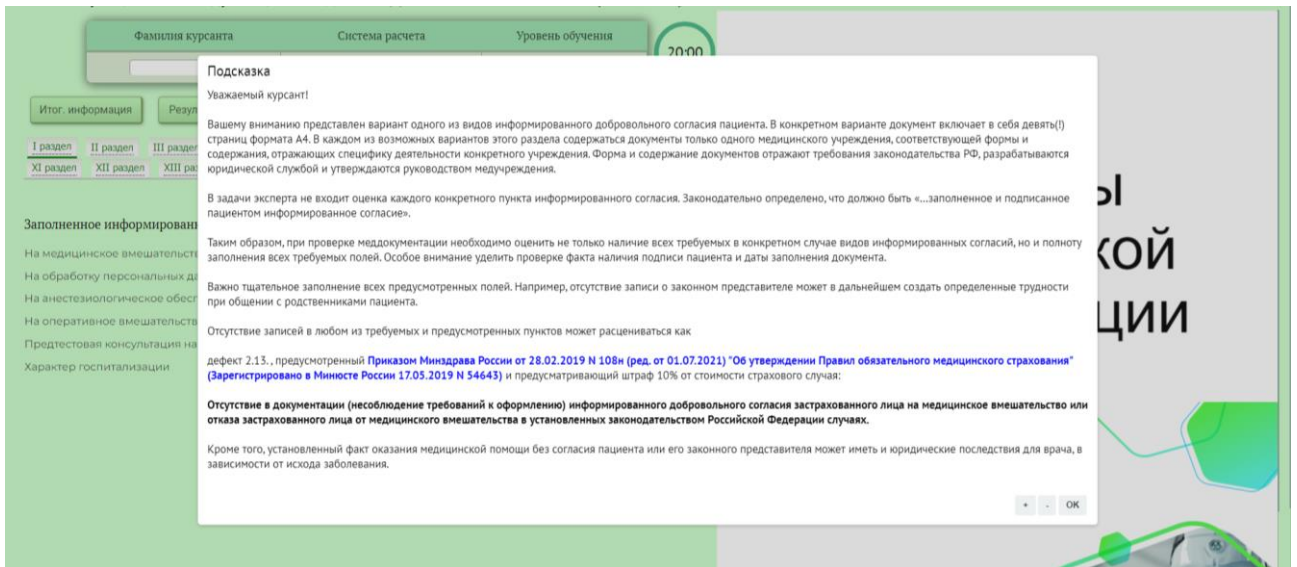 Фамилия курсанта
Система расчета
Уровень обучения
20:00
Итог. информация
I раздел
II раздел
III раздел
XI раздел
XII раздел
XIII
Заполненное
На медицинское
На обработку персональных
На анестезиологическое
На оперативное
Предтестовая консультация на
Характер госпитализации
Подсказка
Уважаемый курсант!
Вашему вниманию представлен вариант одного из видов информированного добровольного согласия пациента. В конкретном варианте документ включает в себя девять(!)
страниц формата А4. В каждом из возможных вариантов этого раздела содержаться документы только одного медицинского учреждения, соответствующей формы и
содержания, отражающих специфику деятельности конкретного учреждения. Форма и содержание документов отражают требования законодательства РФ, разрабатываются
юридической службой и утверждаются руководством медучреждения.
В задачи эксперта не входит оценка каждого конкретного пункта информированного согласия. Законодательно определено, что должно быть «...заполненное и подписанное
пациентом информированное согласие».
Таким образом, при проверке меддокументации необходимо оценить не только наличие всех требуемых в конкретном случае видов информированных согласий, но и полноту
заполнения всех требуемых полей. Особое внимание уделить проверке факта наличия подписи пациента и даты заполнения документа.
Важно тщательное заполнение всех предусмотренных полей. Например, отсутствие записи о законном представителе может в дальнейшем создать определенные трудности
при общении с родственниками пациента.
Отсутствие записей в любом из требуемых и предусмотренных пунктов может расцениваться как
дефект 2.13. , предусмотренный Приказом Минздрава России от 28.02.2019 N 108н (ред. от 01.07.2021) "Об утверждении Правил обязательного медицинского страхования"
(Зарегистрировано в Минюсте России 17.05.2019 N 54643) и предусматривающий штраф 10% от стоимости страхового случая:
Отсутствие в документации (несоблюдение требований к оформлению) информированного добровольного согласия застрахованного лица на медицинское вмешательство или
отказа застрахованного лица от медицинского вмешательства в установленных законодательством Российской Федерации случаях.
Кроме того, установленный факт оказания медицинской помощи без согласия пациента или его законного представителя может иметь и юридические последствия для врача, в
зависимости от исхода заболевания.
+ - ОК